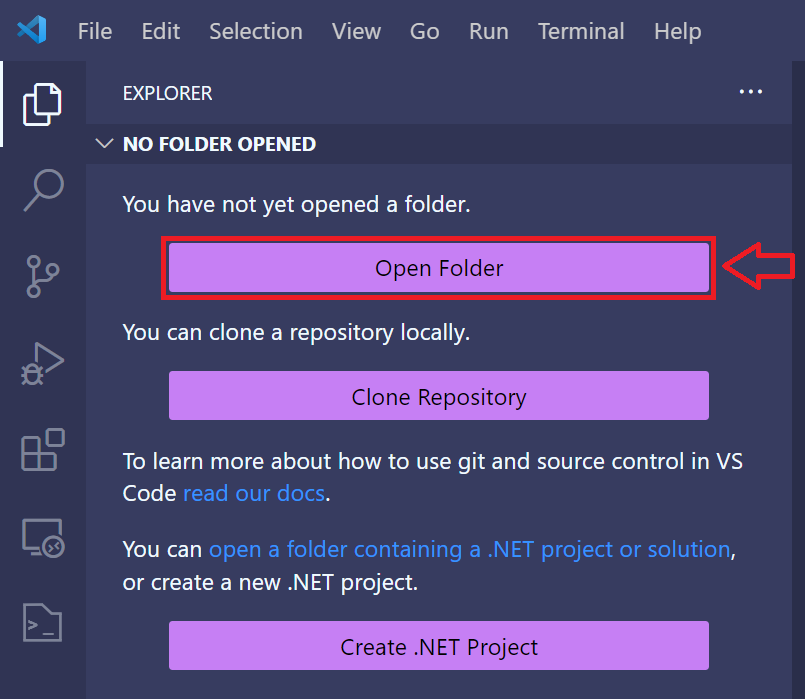 File Edit Selection View Go Run Terminal Help
EXPLORER ...
NO FOLDER OPENED
You have not yet opened a folder.
Open Folder
You can clone a repository locally.
Clone Repository
To learn more about how to use git and source control in VS
Code read our docs.
You can open a folder containing a .NET project or solution,
or create a new .NET project.
Create .NET Project